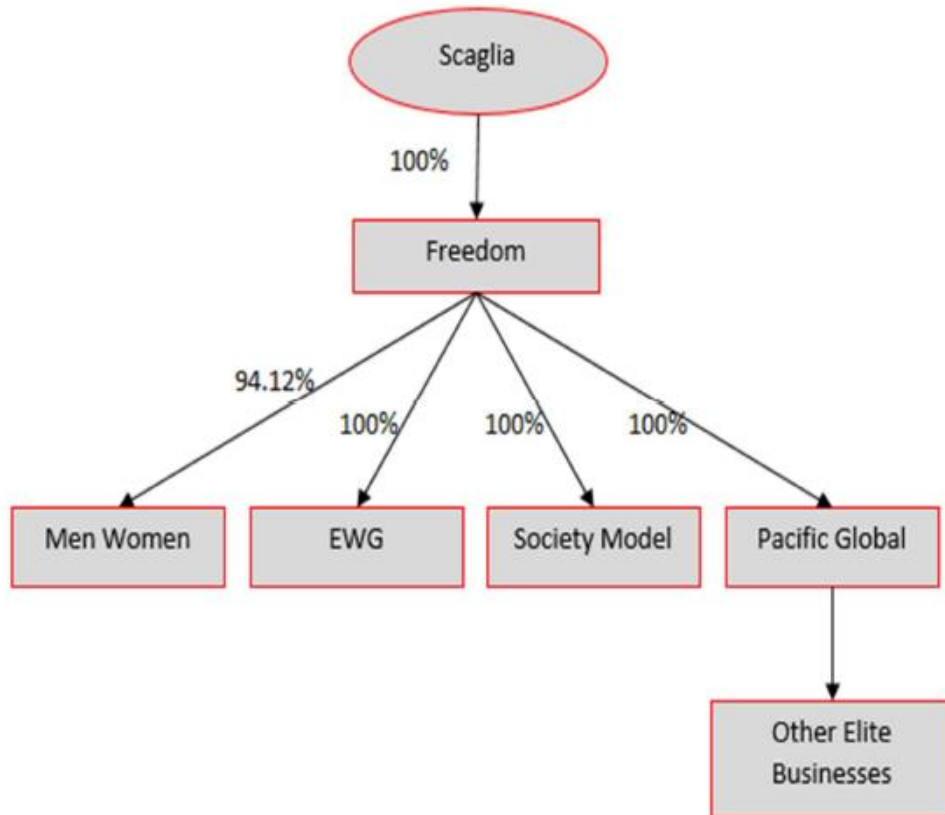 Scaglia
100%
Freedom
94.12%
100%
100%
100%
Men Women
EWG
Society Model
Pacific Global
Other Elite
Businesses